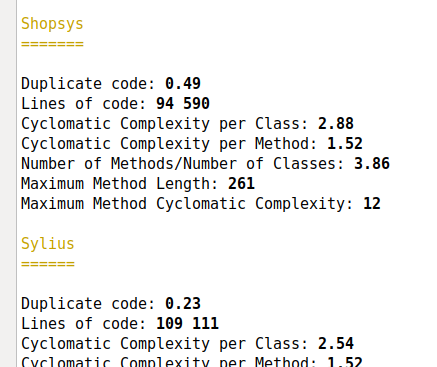 Shopsys
=======
Duplicate code: 0.49
Lines of code: 94 590
Cyclomatic Complexity per Class: 2.88
Cyclomatic Complexity per Method: 1.52
Number of Methods/Number of Classes: 3.86
Maximum Method Length: 261
Maximum Method Cyclomatic Complexity: 12
Sylius
======
Duplicate code: 0.23
Lines of code: 109 111
Cyclomatic Complexity per Class: 2.54
Cyclomatic Complexity per Method: 1.52